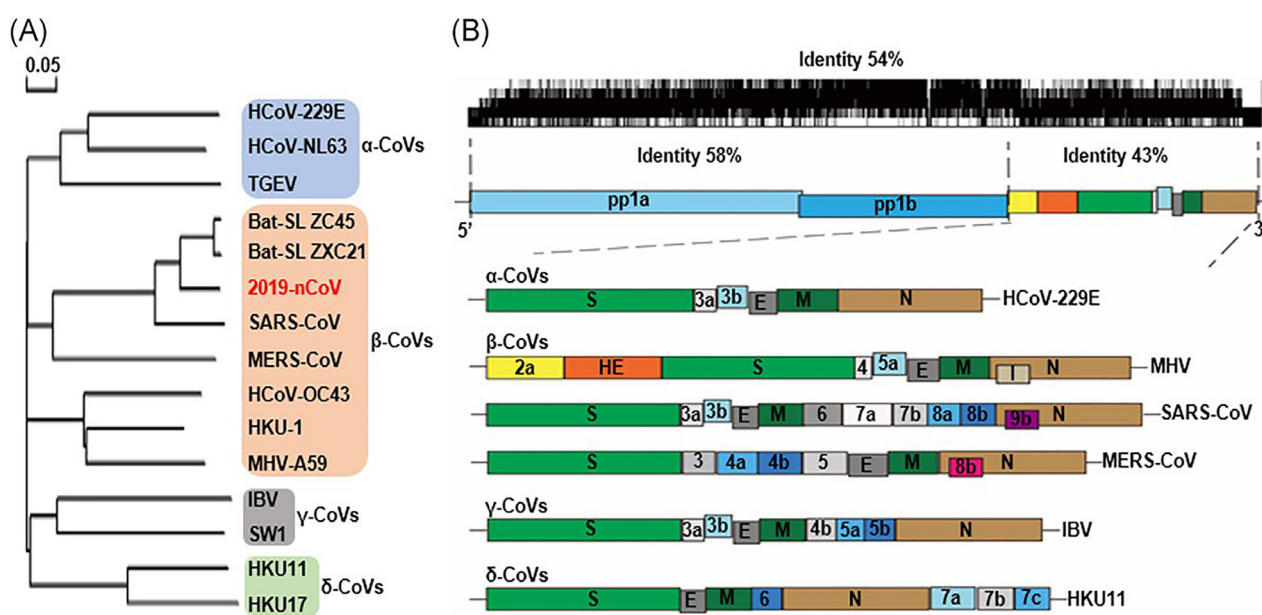 (A)
0.05
HCoV-229E
HCoV-NL63
TGEV
α-CoVs
Bat-SL ZC45
Bat-SL ZXC21
2019-nCoV
SARS-CoV
MERS-CoV
HCoV-OC43
HKU-1
MHV-A59
β-CoVs
IBV
SW1
γ-CoVs
HKU11
HKU17
δ-CoVs
(B)
Identity 54%
Identity 58% Identity 43%
pp1a pp1b
5' 3
α-CoVs
S 3a 3b E M N HCoV-229E
β-CoVs
2a HE S 4 5a E M I N MHV
S 3a 3b E M 6 7a 7b 8a 8b 9b N SARS-CoV
S 3 4a 4b 5 E M 8b N MERS-CoV
γ-CoVs
S 3a 3b E M 4b 5a 5b N IBV
δ-CoVs
S E M 6 N 7a 7b 7c HKU11